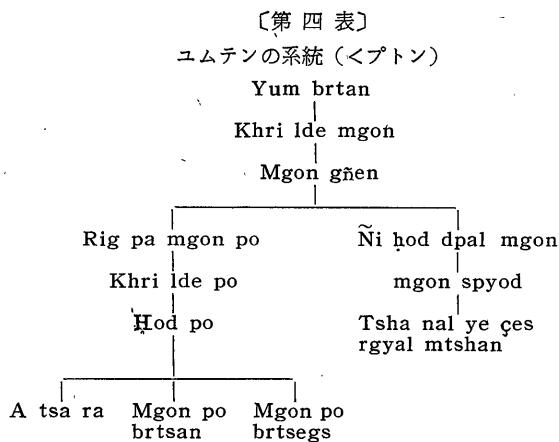 〔第四表〕
ユムテンの系統（＜プトン）
Yum brtan
Khri lde mgon
Mgon gñen
Rig pa mgon po
Ñi ḥod dpal mgon
Khri lde po
mgon spyod
Ḥod po
Tsha nal ye çes
rgyal mtshan
A tsa ra
Mgon po
brtsan
Mgon po
brtsegs